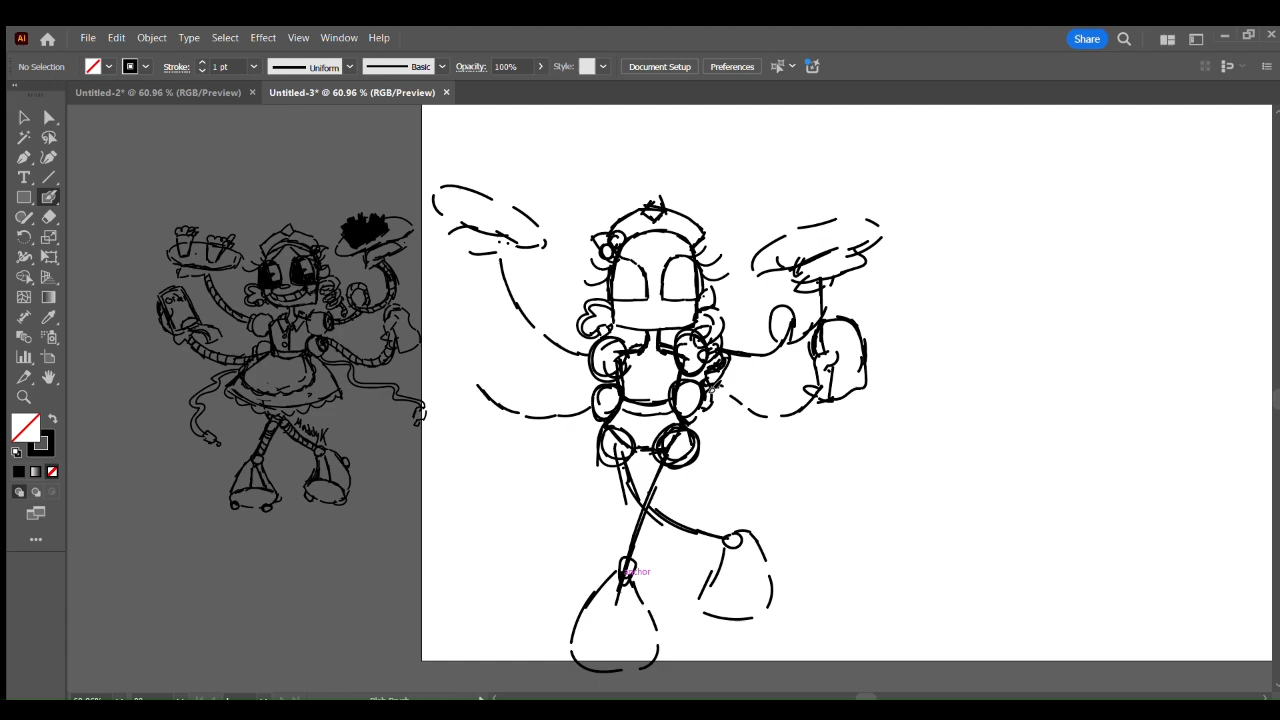 Ai File Edit Object Type Select Effect View Window Help Share
No Selection Stroke: 1 pt Uniform Basic Opacity: 100% Style: Document Setup Preferences
Untitled-2* @ 60.96 % (RGB/Preview) × Untitled-3* @ 60.96 % (RGB/Preview) ×
MaddyK
anchor